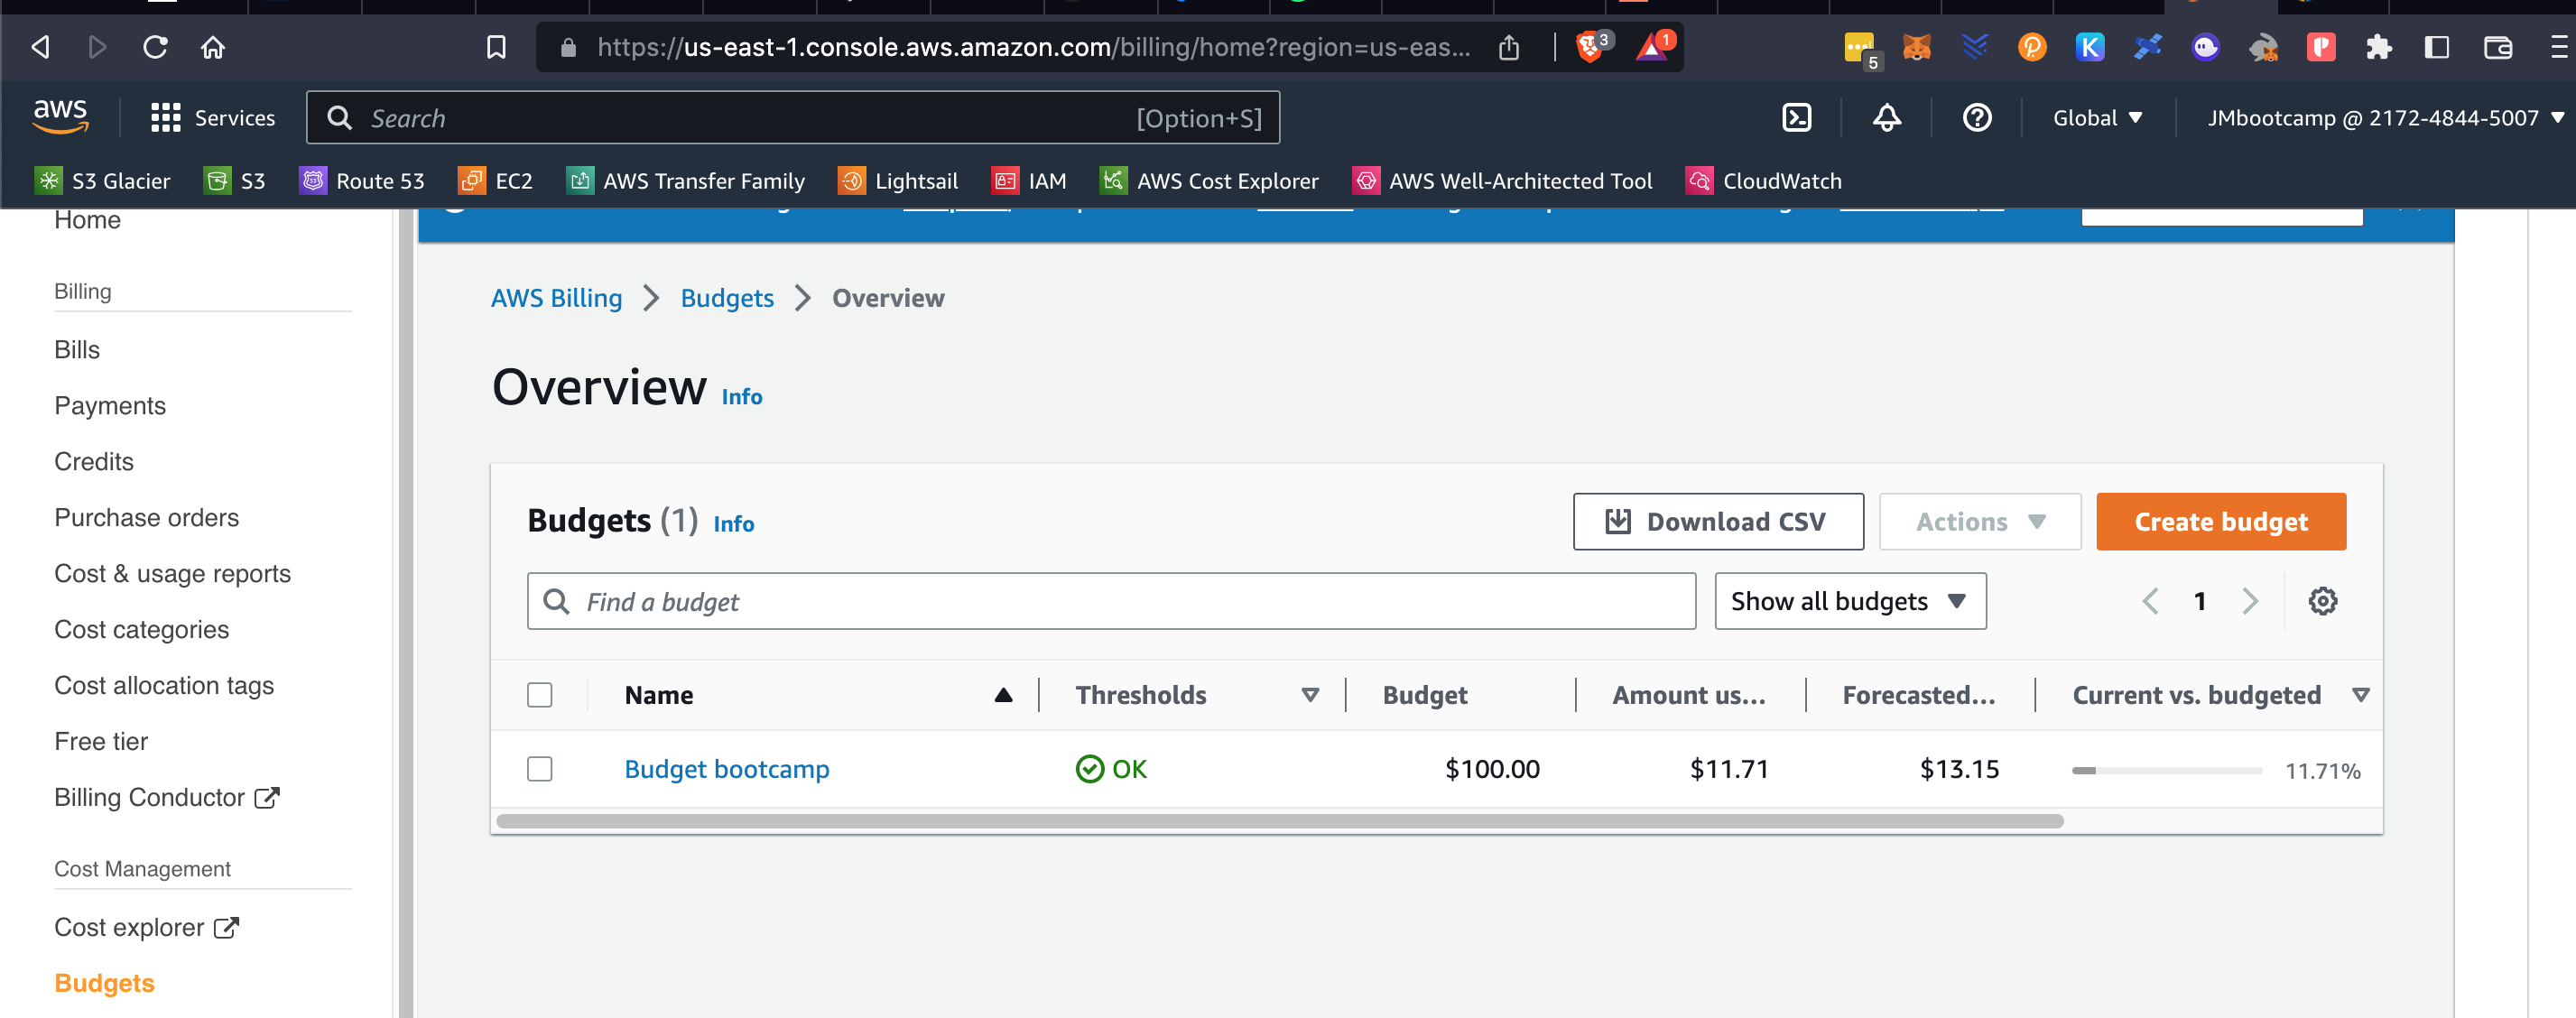 https://us-east-1.console.aws.amazon.com/billing/home?region=us-eas...
3
1
5
aws
Services
Search
[Option+S]
Global
JMbootcamp @ 2172-4844-5007
S3 Glacier
S3
Route 53
EC2
AWS Transfer Family
Lightsail
IAM
AWS Cost Explorer
AWS Well-Architected Tool
CloudWatch
Home
Billing
Bills
Payments
Credits
Purchase orders
Cost & usage reports
Cost categories
Cost allocation tags
Free tier
Billing Conductor
Cost Management
Cost explorer
Budgets
AWS Billing > Budgets > Overview
Overview Info
Budgets (1) Info
Download CSV
Actions
Create budget
Find a budget
Show all budgets
1
Name
Thresholds
Budget
Amount us...
Forecasted...
Current vs. budgeted
Budget bootcamp
OK
$100.00
$11.71
$13.15
11.71%